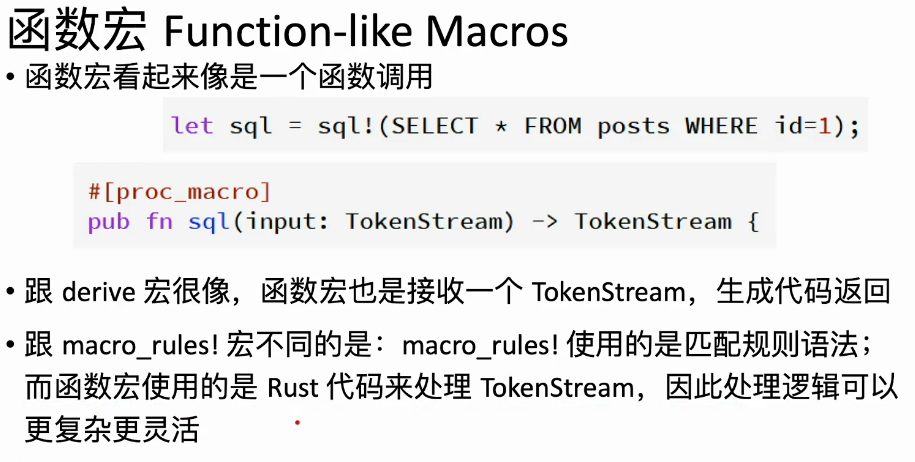 函数宏 Function-like Macros
• 函数宏看起来像是一个函数调用
let sql = sql!(SELECT * FROM posts WHERE id=1);
#[proc_macro]
pub fn sql(input: TokenStream) -> TokenStream {
• 跟 derive 宏很像，函数宏也是接收一个 TokenStream，生成代码返回
• 跟 macro_rules! 宏不同的是：macro_rules! 使用的是匹配规则语法；
而函数宏使用的是 Rust 代码来处理 TokenStream，因此处理逻辑可以
更复杂更灵活